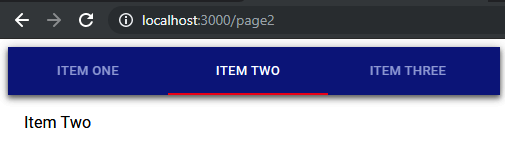 localhost:3000/page2
ITEM ONE ITEM TWO ITEM THREE
Item Two